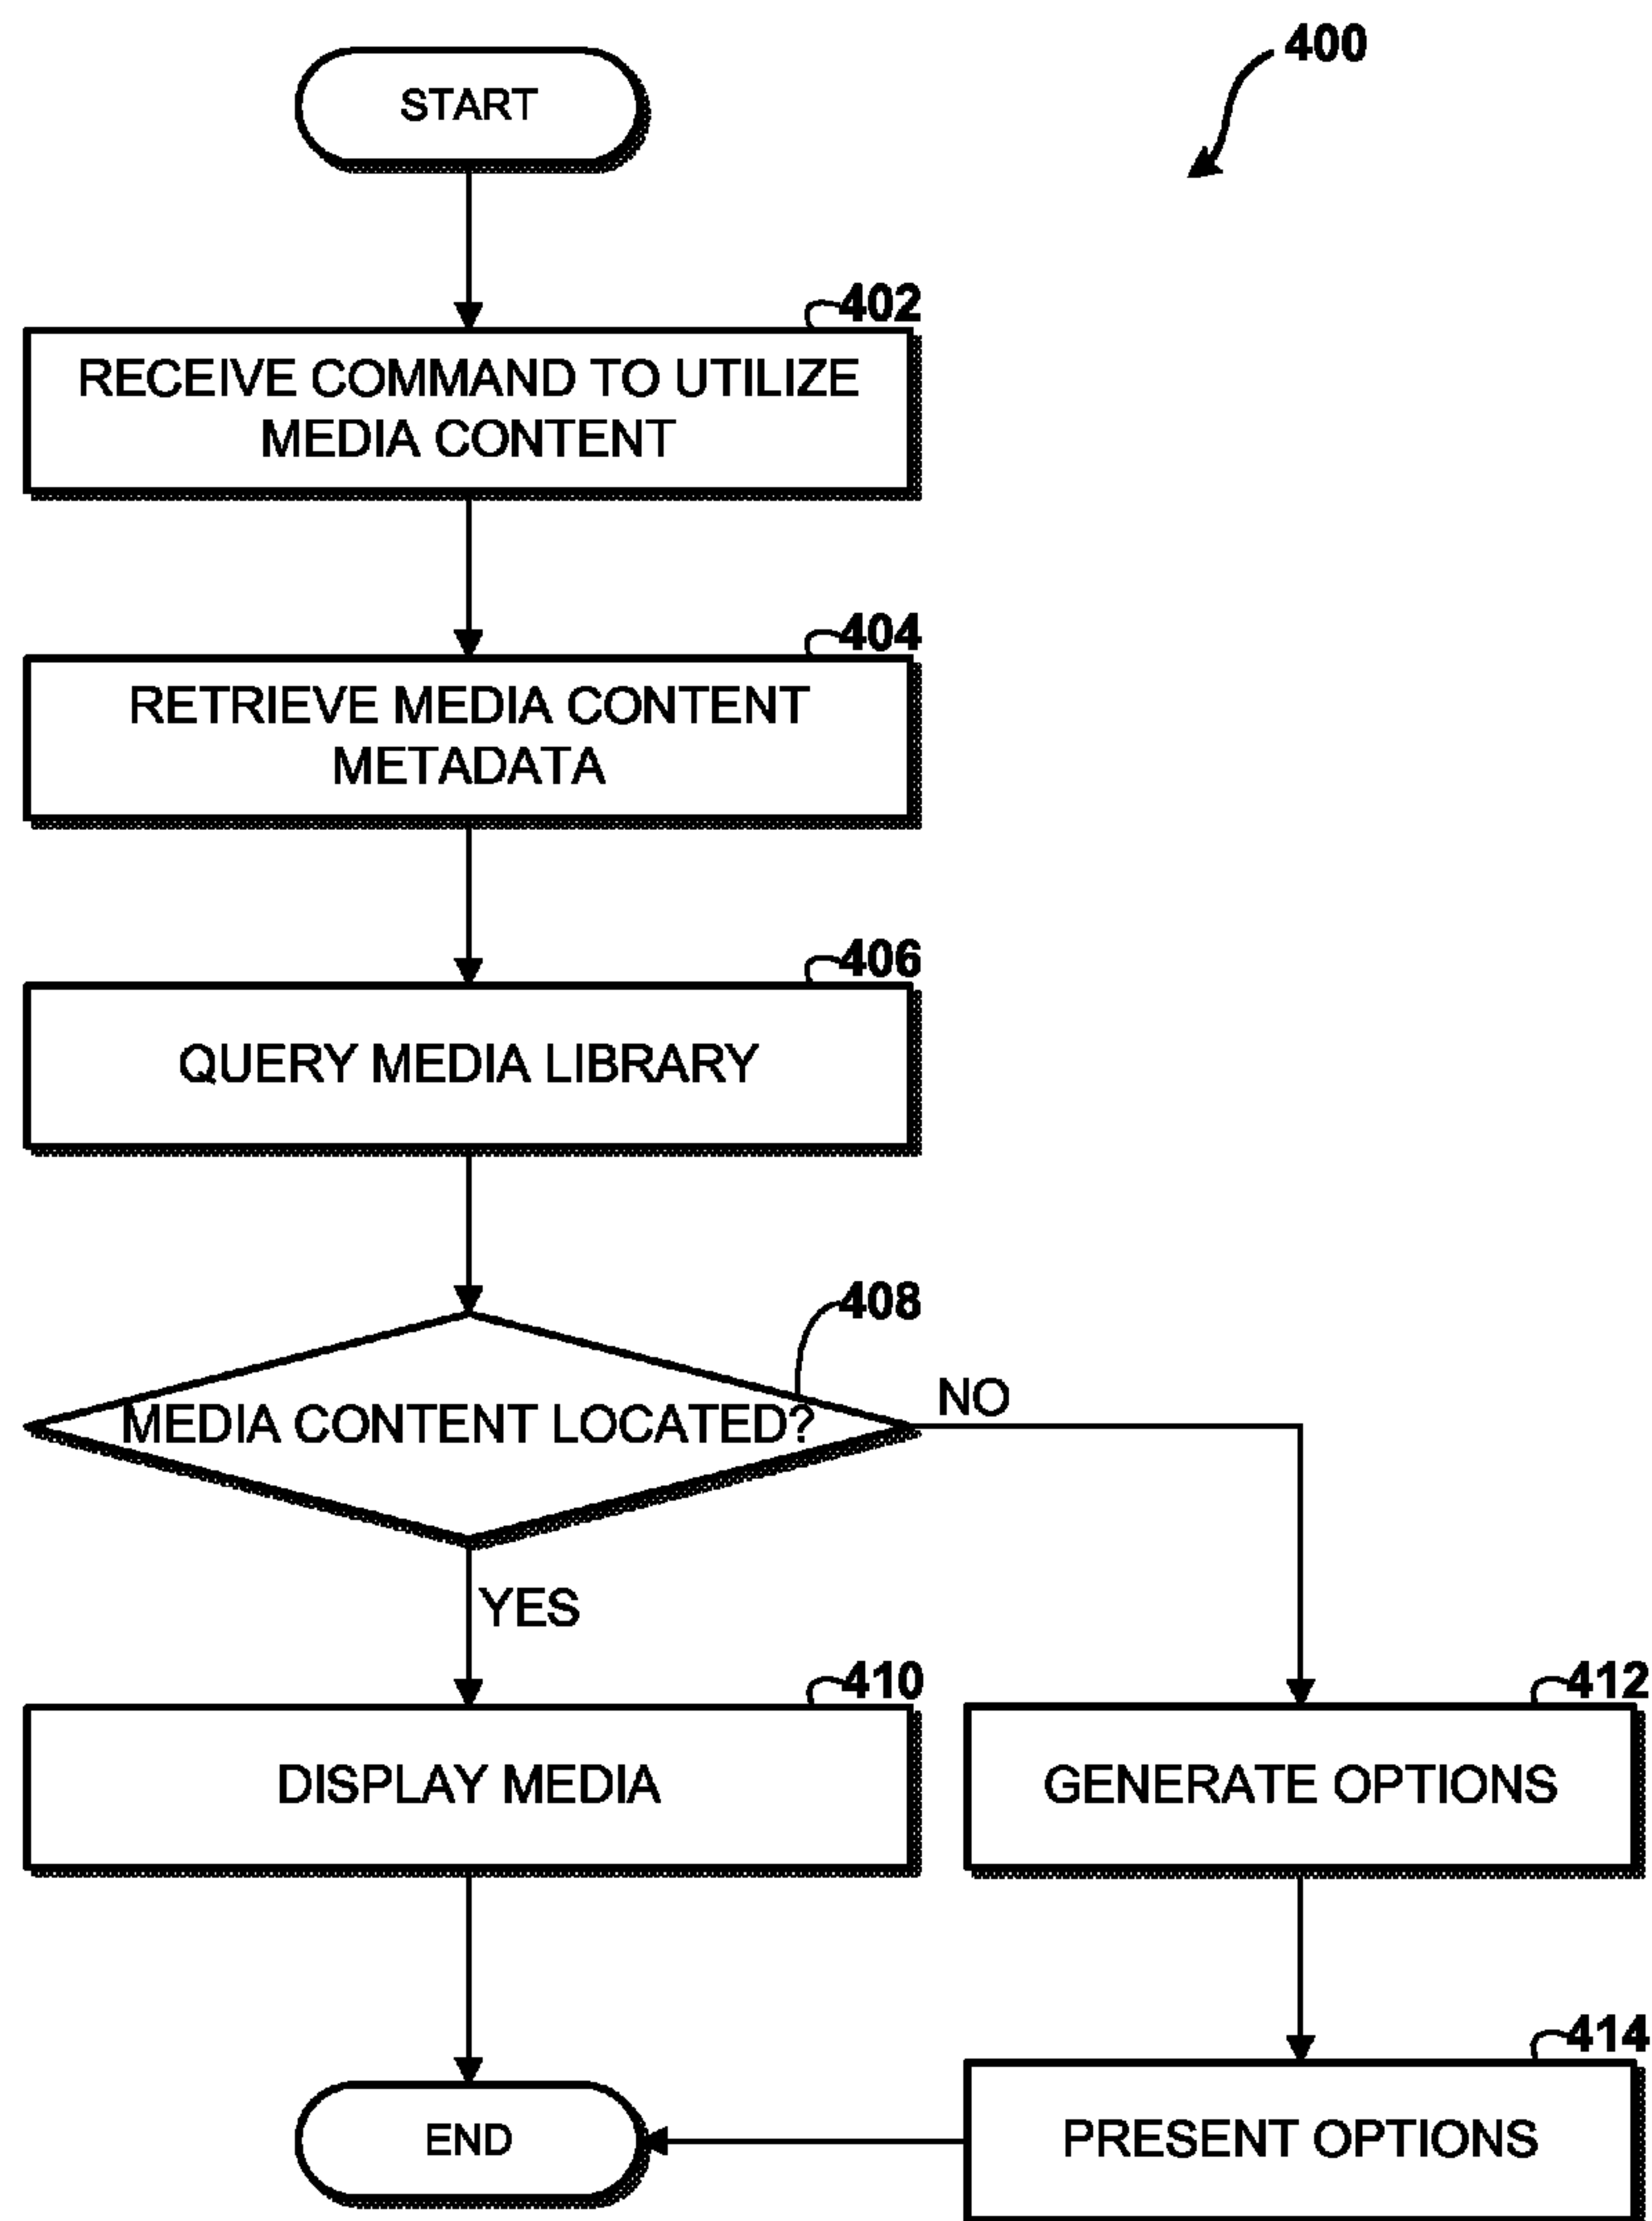 400
START
402
RECEIVE COMMAND TO UTILIZE
MEDIA CONTENT
404
RETRIEVE MEDIA CONTENT
METADATA
406
QUERY MEDIA LIBRARY
408
MEDIA CONTENT LOCATED?
NO
YES
410
DISPLAY MEDIA
412
GENERATE OPTIONS
414
PRESENT OPTIONS
END